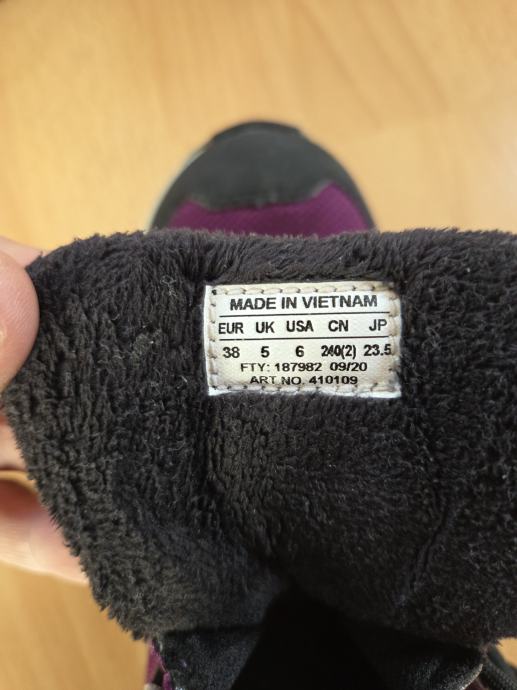 MADE IN VIETNAM
EUR UK USA CN JP
38 5 6 240(2) 23.5
FTY: 187982 09/20
ART NO. 410109